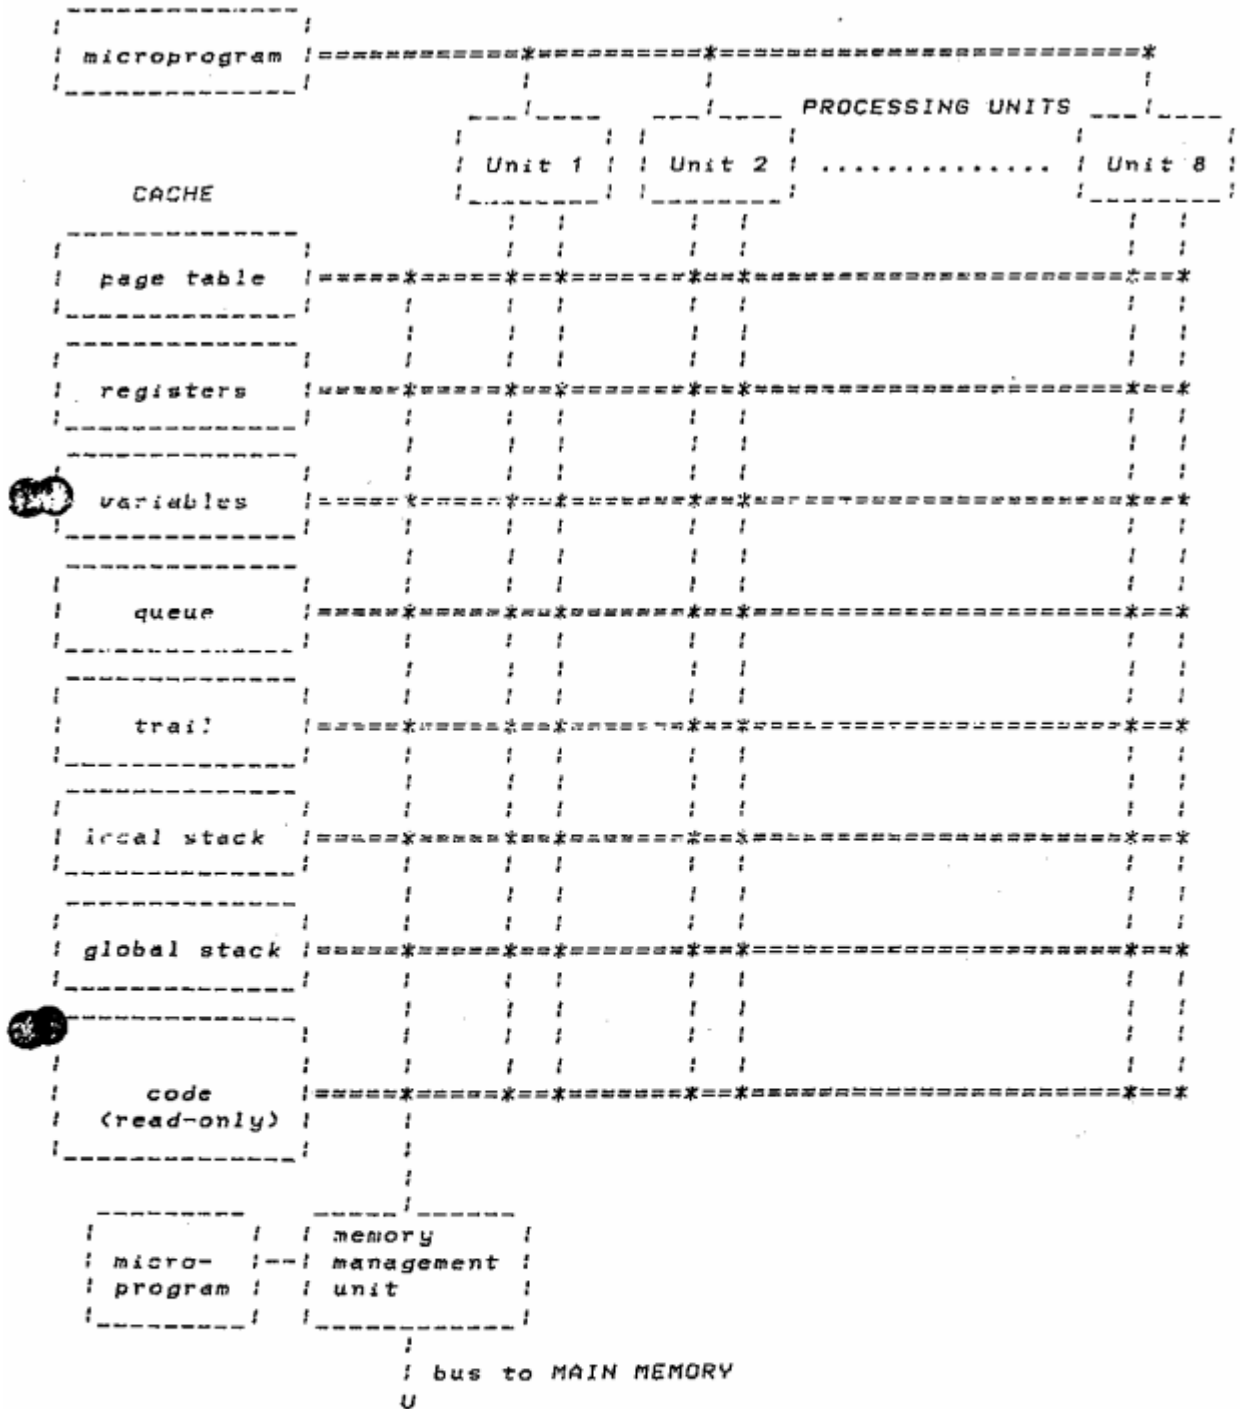 microprogram
PROCESSING UNITS
Unit 1
Unit 2
..............
Unit 8
CACHE
page table
registers
variables
queue
trail
local stack
global stack
code
(read-only)
micro-
program
memory
management
unit
bus to MAIN MEMORY